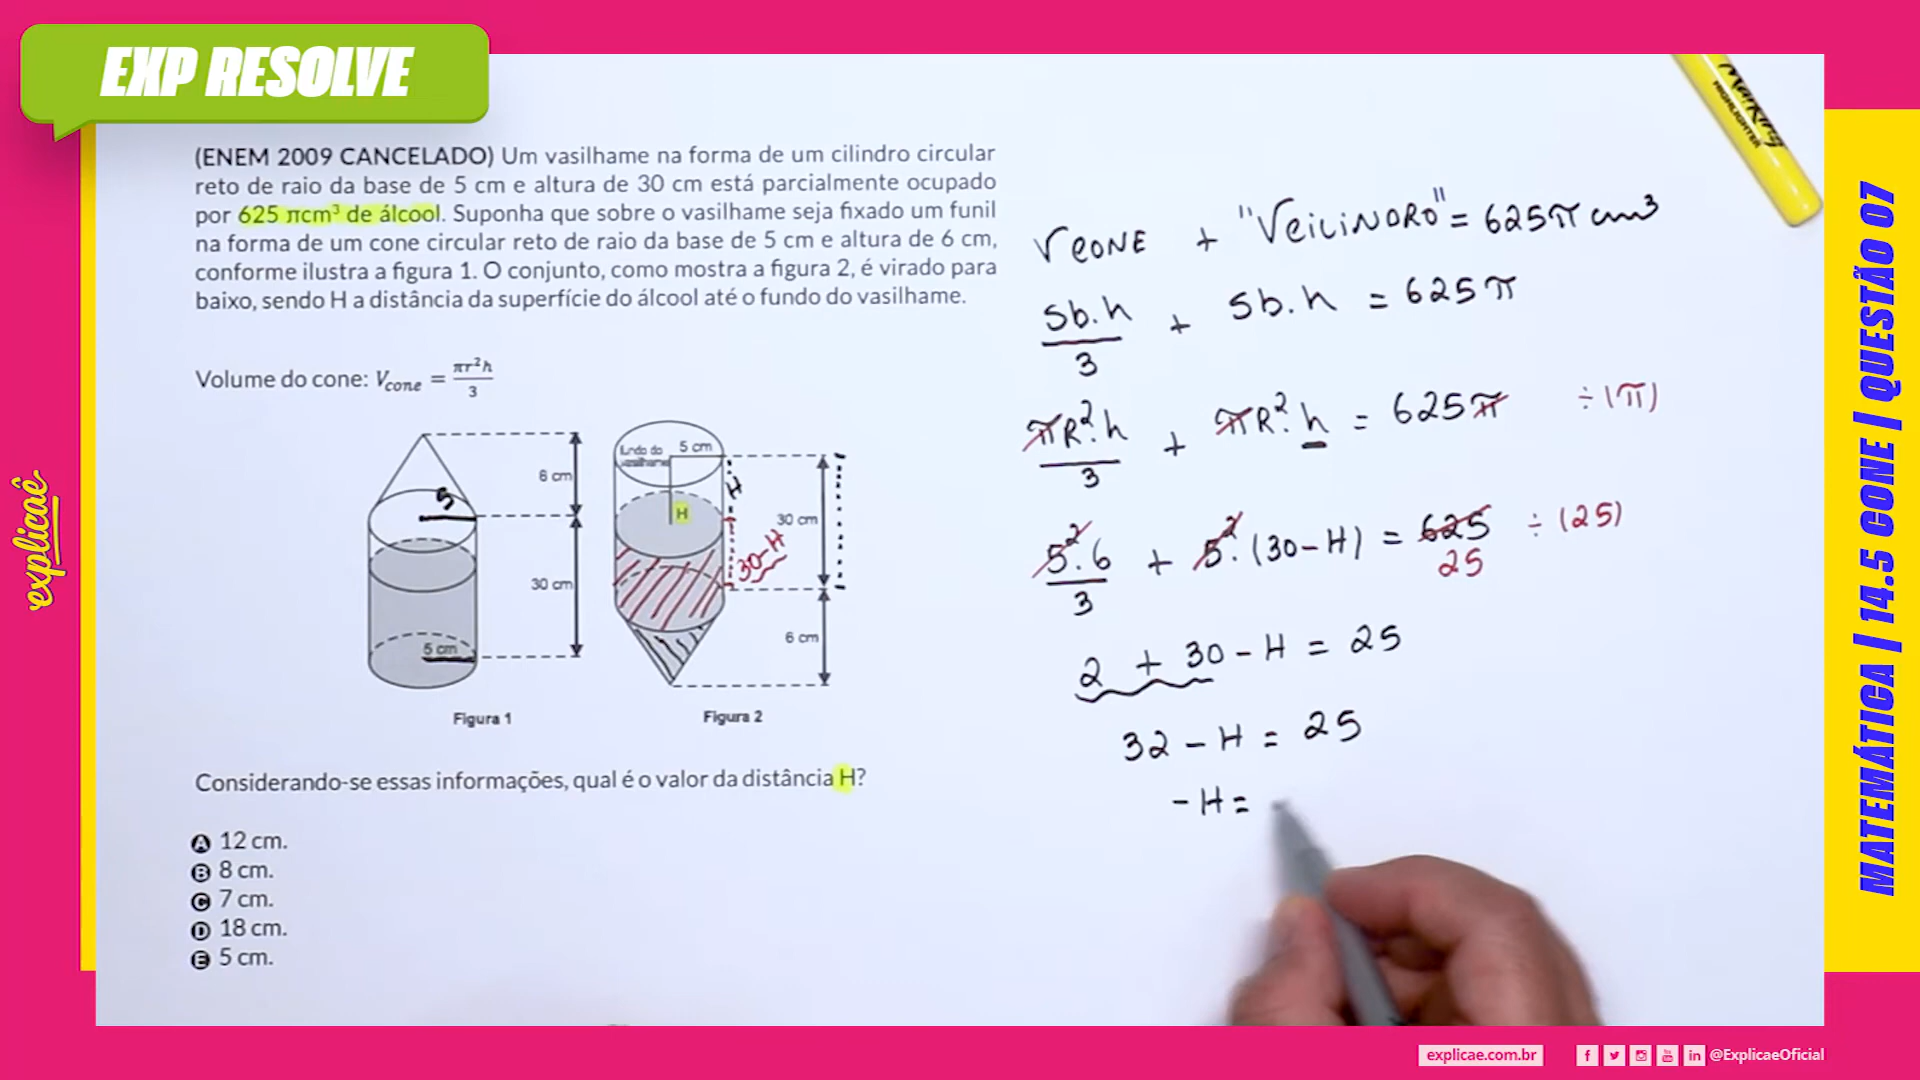 EXP RESOLVE
(ENEM 2009 CANCELADO) Um vasilhame na forma de um cilindro circular
reto de raio da base de 5 cm e altura de 30 cm está parcialmente ocupado
por 625 πcm³ de álcool. Suponha que sobre o vasilhame seja fixado um funil
na forma de um cone circular reto de raio da base de 5 cm e altura de 6 cm,
conforme ilustra a figura 1. O conjunto, como mostra a figura 2, é virado para
baixo, sendo H a distância da superfície do álcool até o fundo do vasilhame.
Volume do cone: Vcone = πr²h/3
5
6 cm
30 cm
5 cm
Figura 1
fundo do
vasilhame
5 cm
H
H
30 cm
30-H
6 cm
Figura 2
Considerando-se essas informações, qual é o valor da distância H?
A 12 cm.
B 8 cm.
C 7 cm.
D 18 cm.
E 5 cm.
VCONE + "VCILINDRO" = 625π cm³
Sb.h/3 + Sb.h = 625π
πR².h/3 + πR².h = 625π ÷(π)
5².6/3 + 5².(30-H) = 625 ÷(25)
25
2 + 30 - H = 25
32 - H = 25
- H =
Marking
HIGHLIGHTER
explicaê
MATEMÁTICA | 14.5 CONE | QUESTÃO 07
explicae.com.br
@ExplicaeOficial